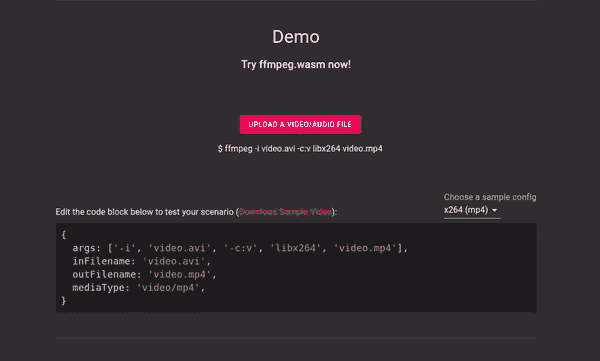 Demo
Try ffmpeg.wasm now!
UPLOAD A VIDEO/AUDIO FILE
$ ffmpeg -i video.avi -c:v libx264 video.mp4
Choose a sample config
x264 (mp4)
Edit the code block below to test your scenario (Download Sample Video):
{
args: ['-i', 'video.avi', '-c:v', 'libx264', 'video.mp4'],
inFilename: 'video.avi',
outFilename: 'video.mp4',
mediaType: 'video/mp4',
}